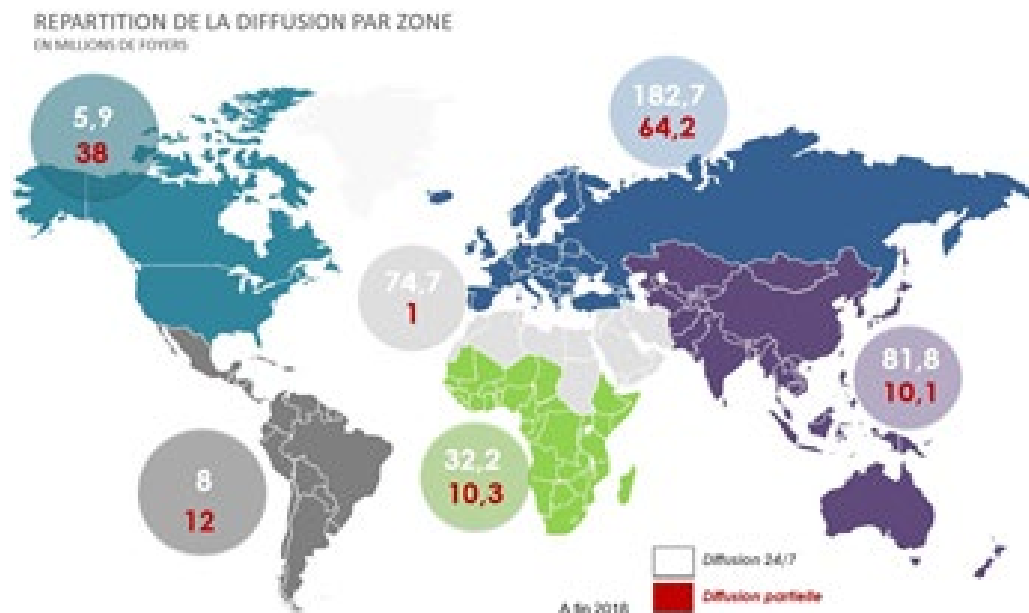 REPARTITION DE LA DIFFUSION PAR ZONE
EN MILLIONS DE FOYERS
5,9
38
182,7
64,2
74,7
1
81,8
10,1
8
12
32,2
10,3
Diffusion 24/7
Diffusion partielle
A fin 2018